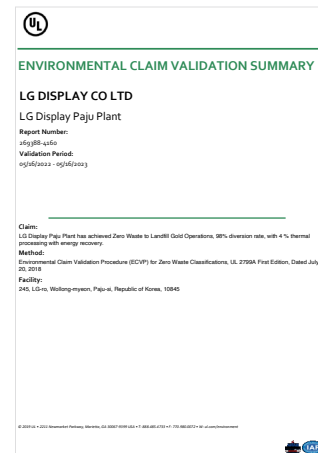 UL
ENVIRONMENTAL CLAIM VALIDATION SUMMARY
LG DISPLAY CO LTD
LG Display Paju Plant
Report Number:
269388-4160
Validation Period:
05/16/2022 - 05/16/2023
Claim:
LG Display Paju Plant has achieved Zero Waste to Landfill Gold Operations, 98% diversion rate, with 4 % thermal
processing with energy recovery.
Method:
Environmental Claim Validation Procedure (ECVP) for Zero Waste Classifications, UL 2799A First Edition, Dated July
20, 2018
Facility:
245, LG-ro, Wollong-myeon, Paju-si, Republic of Korea, 10845
IAF